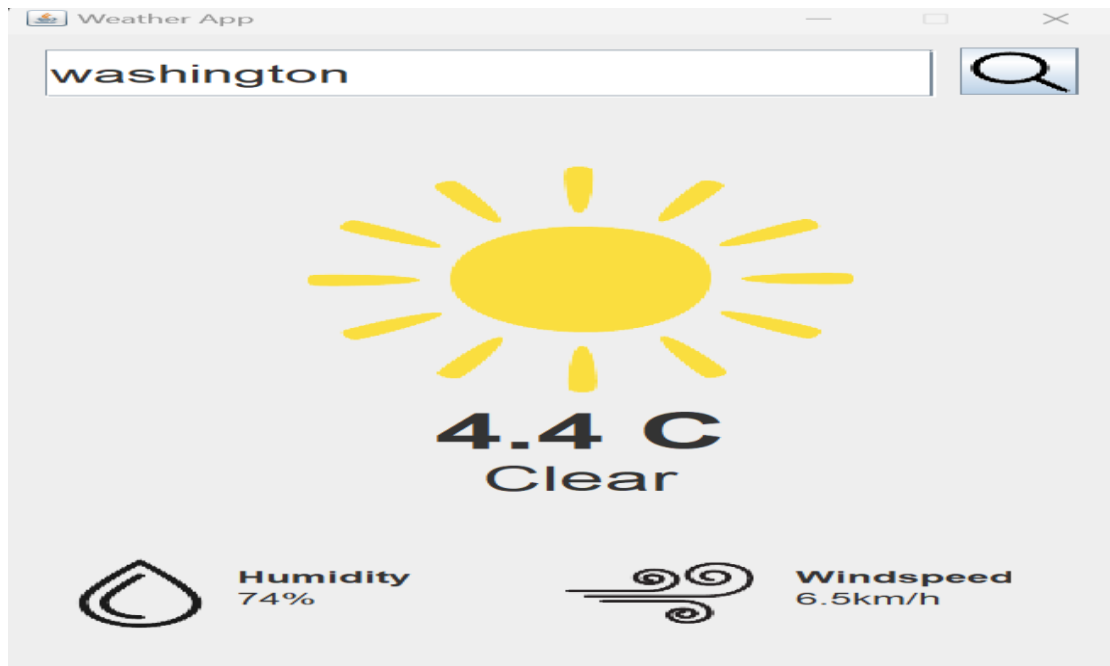 Weather App
washington
4.4 C
Clear
Humidity
74%
Windspeed
6.5km/h